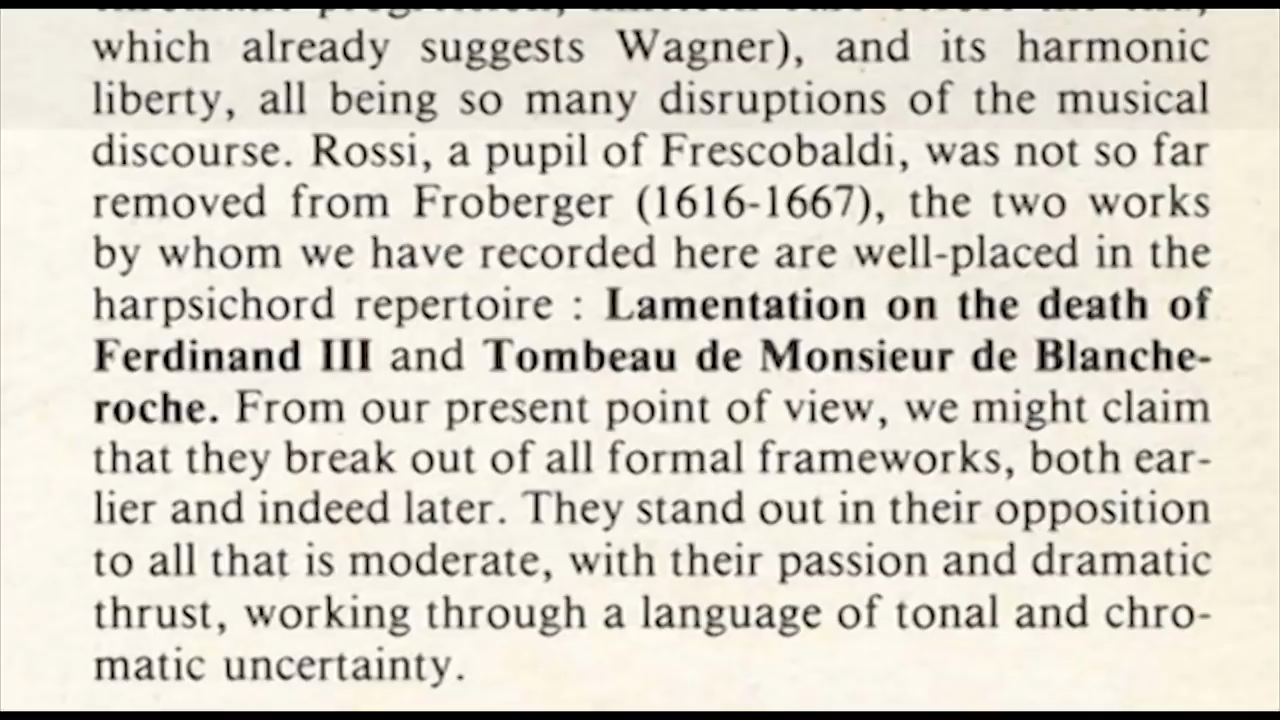 which already suggests Wagner), and its harmonic
liberty, all being so many disruptions of the musical
discourse. Rossi, a pupil of Frescobaldi, was not so far
removed from Froberger (1616-1667), the two works
by whom we have recorded here are well-placed in the
harpsichord repertoire : Lamentation on the death of
Ferdinand III and Tombeau de Monsieur de Blanche-
roche. From our present point of view, we might claim
that they break out of all formal frameworks, both ear-
lier and indeed later. They stand out in their opposition
to all that is moderate, with their passion and dramatic
thrust, working through a language of tonal and chro-
matic uncertainty.